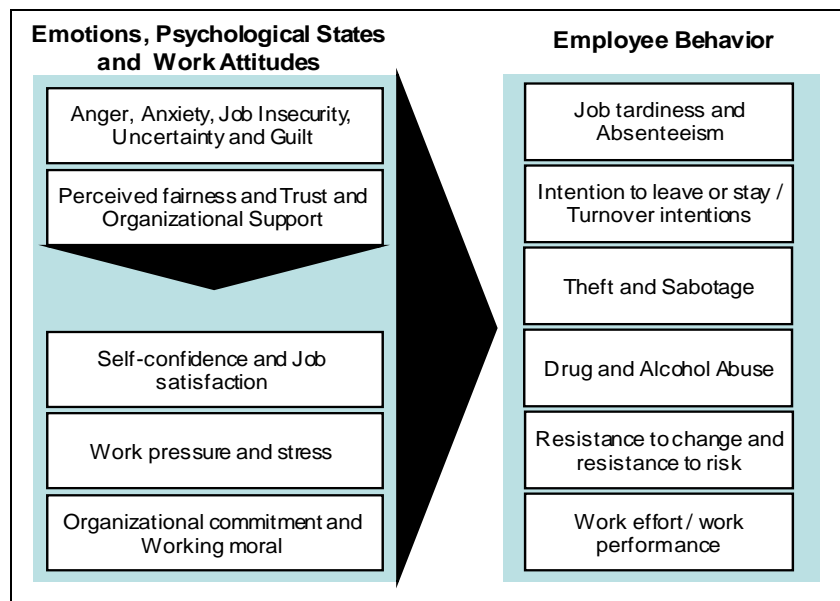 Emotions, Psychological States
and Work Attitudes
Anger, Anxiety, Job Insecurity,
Uncertainty and Guilt
Perceived fairness and Trust and
Organizational Support
Self-confidence and Job
satisfaction
Work pressure and stress
Organizational commitment and
Working moral
Employee Behavior
Job tardiness and
Absenteeism
Intention to leave or stay /
Turnover intentions
Theft and Sabotage
Drug and Alcohol Abuse
Resistance to change and
resistance to risk
Work effort / work
performance